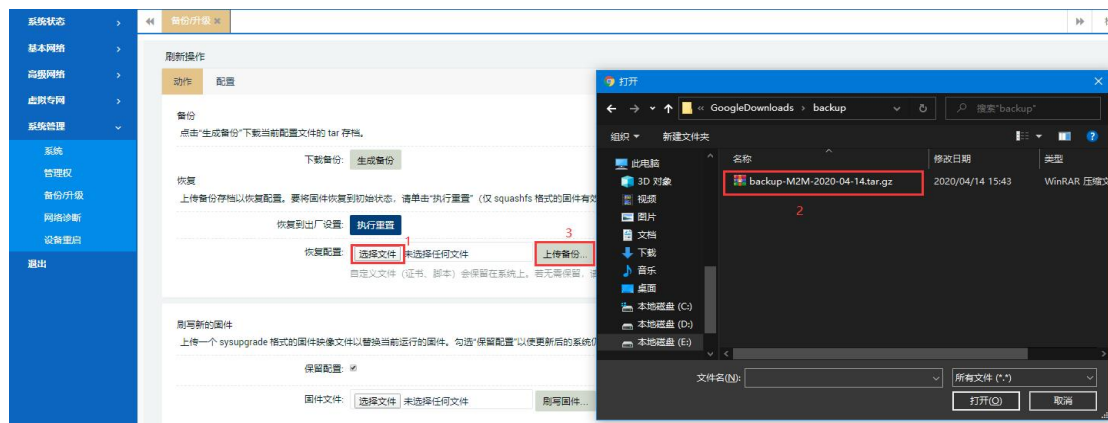 系统状态
基本网络
高级网络
虚拟专网
系统管理
系统
管理权
备份/升级
网络诊断
设备重启
退出
备份/升级
刷新操作
动作 配置
备份
点击“生成备份”下载当前配置文件的 tar 存档。
下载备份: 生成备份
恢复
上传备份存档以恢复配置。要将固件恢复到初始状态，请单击“执行重置”（仅 squashfs 格式的固件有效
恢复到出厂设置: 执行重置
1
3
恢复配置: 选择文件 未选择任何文件 上传备份...
自定义文件（证书、脚本）会保留在系统上。若无需保留，请
刷写新的固件
上传一个 sysupgrade 格式的固件映像文件以替换当前运行的固件。勾选“保留配置”以使更新后的系统仍
保留配置:
固件文件: 选择文件 未选择任何文件 刷写固件...
打开
« GoogleDownloads › backup
搜索"backup"
组织 新建文件夹
此电脑
3D 对象
视频
图片
文档
下载
音乐
桌面
本地磁盘 (C:)
本地磁盘 (D:)
本地磁盘 (E:)
名称 修改日期 类型
backup-M2M-2020-04-14.tar.gz 2020/04/14 15:43 WinRAR 压缩文
2
文件名(N): 所有文件 (*.*)
打开(O) 取消